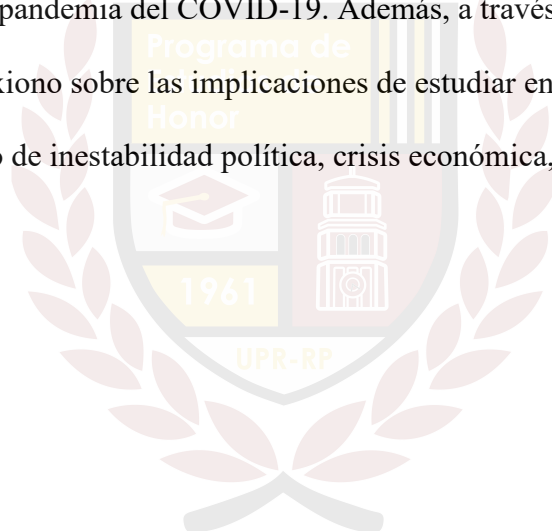 pandemia del COVID-19. Además, a través
xiono sobre las implicaciones de estudiar en
de inestabilidad política, crisis económica,
Programa de
Honor
1961
UPR-RP